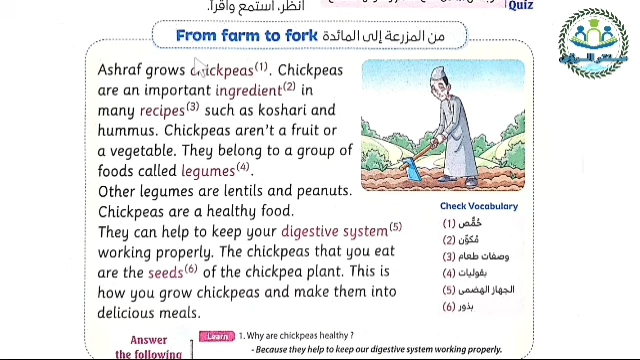 انظر، استمع واقرأ.
Quiz
From farm to fork من المزرعة إلى المائدة
Ashraf grows chickpeas(1). Chickpeas
are an important ingredient(2) in
many recipes(3) such as koshari and
hummus. Chickpeas aren't a fruit or
a vegetable. They belong to a group of
foods called legumes(4).
Other legumes are lentils and peanuts.
Chickpeas are a healthy food.
They can help to keep your digestive system(5)
working properly. The chickpeas that you eat
are the seeds(6) of the chickpea plant. This is
how you grow chickpeas and make them into
delicious meals.
Check Vocabulary
(1) حُمُّص
(2) مُكوِّن
(3) وصفات طعام
(4) بقوليات
(5) الجهاز الهضمى
(6) بذور
Answer
the following
Learn 1. Why are chickpeas healthy ?
- Because they help to keep our digestive system working properly.